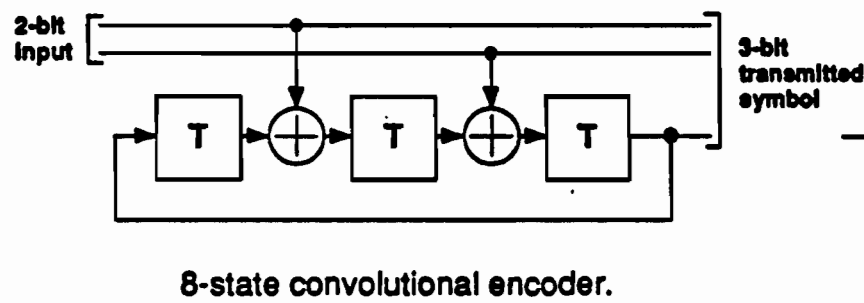 2-bit
input
3-bit
transmitted
symbol
T
T
T
8-state convolutional encoder.